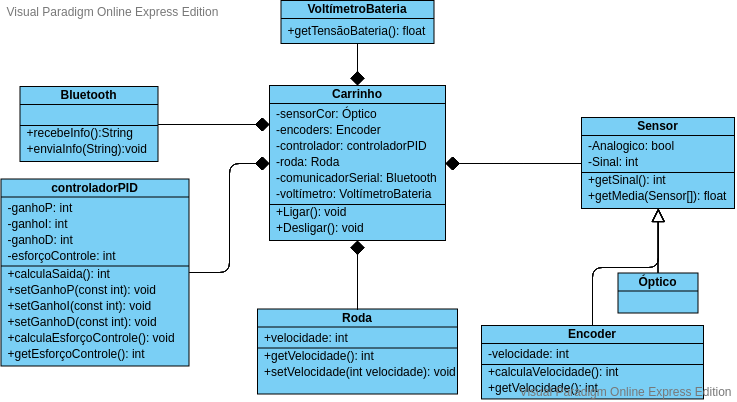 Visual Paradigm Online Express Edition
VoltímetroBateria
+getTensãoBateria(): float
Bluetooth
+recebeInfo():String
+enviaInfo(String):void
Carrinho
-sensorCor: Óptico
-encoders: Encoder
-controlador: controladorPID
-roda: Roda
-comunicadorSerial: Bluetooth
-voltímetro: VoltímetroBateria
+Ligar(): void
+Desligar(): void
Sensor
-Analogico: bool
-Sinal: int
+getSinal(): int
+getMedia(Sensor[]): float
controladorPID
-ganhoP: int
-ganhoI: int
-ganhoD: int
-esforçoControle: int
+calculaSaida(): int
+setGanhoP(const int): void
+setGanhoI(const int): void
+setGanhoD(const int): void
+calculaEsforçoControle(): void
+getEsforçoControle(): int
Óptico
Roda
+velocidade: int
+getVelocidade(): int
+setVelocidade(int velocidade): void
Encoder
-velocidade: int
+calculaVelocidade(): int
+getVelocidade(): int
Visual Paradigm Online Express Edition